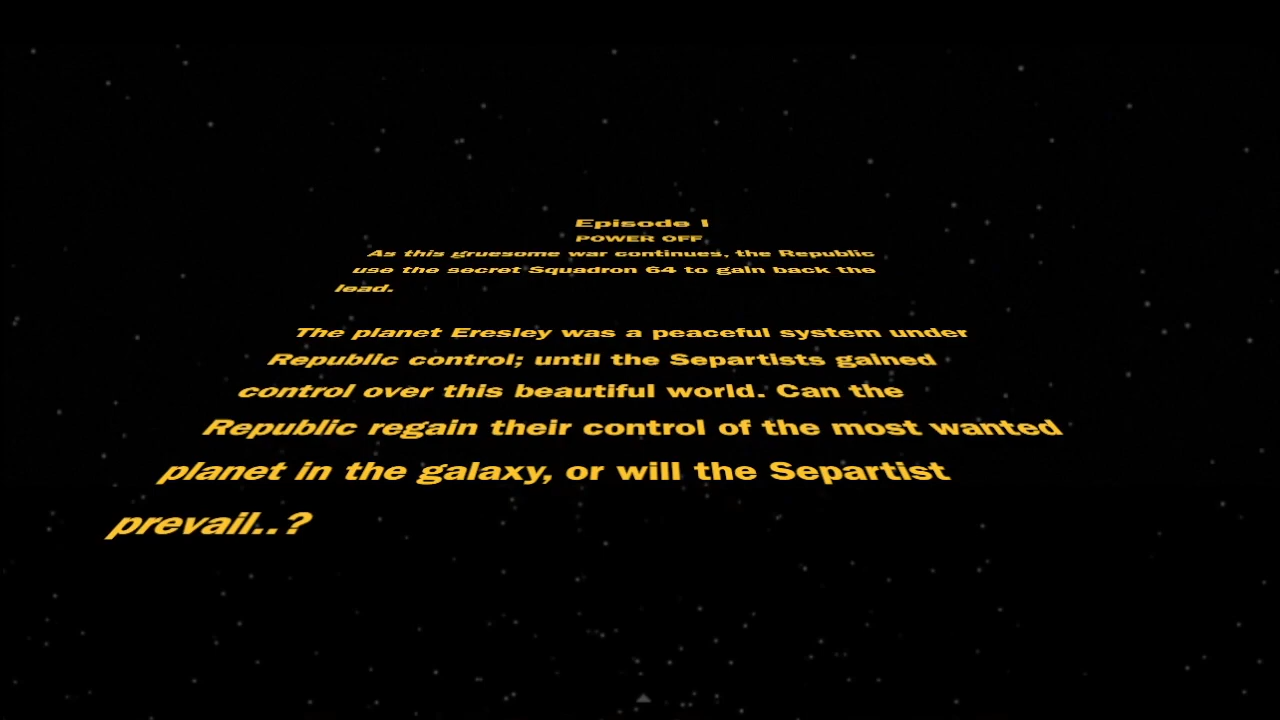 Episode I
POWER OFF
As this gruesome war continues, the Republic
use the secret Squadron 64 to gain back the
lead.
The planet Eresley was a peaceful system under
Republic control; until the Separtists gained
control over this beautiful world. Can the
Republic regain their control of the most wanted
planet in the galaxy, or will the Separtist
prevail..?